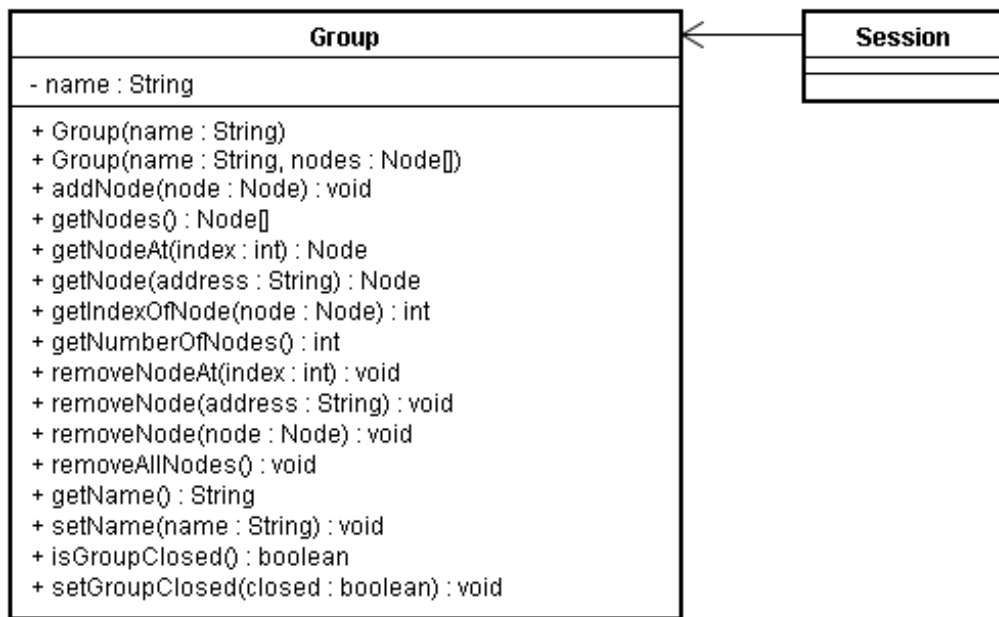 Group
- name : String
+ Group(name : String)
+ Group(name : String, nodes : Node[])
+ addNode(node : Node) : void
+ getNodes() : Node[]
+ getNodeAt(index : int) : Node
+ getNode(address : String) : Node
+ getIndexOfNode(node : Node) : int
+ getNumberOfNodes() : int
+ removeNodeAt(index : int) : void
+ removeNode(address : String) : void
+ removeNode(node : Node) : void
+ removeAllNodes() : void
+ getName() : String
+ setName(name : String) : void
+ isGroupClosed() : boolean
+ setGroupClosed(closed : boolean) : void
Session